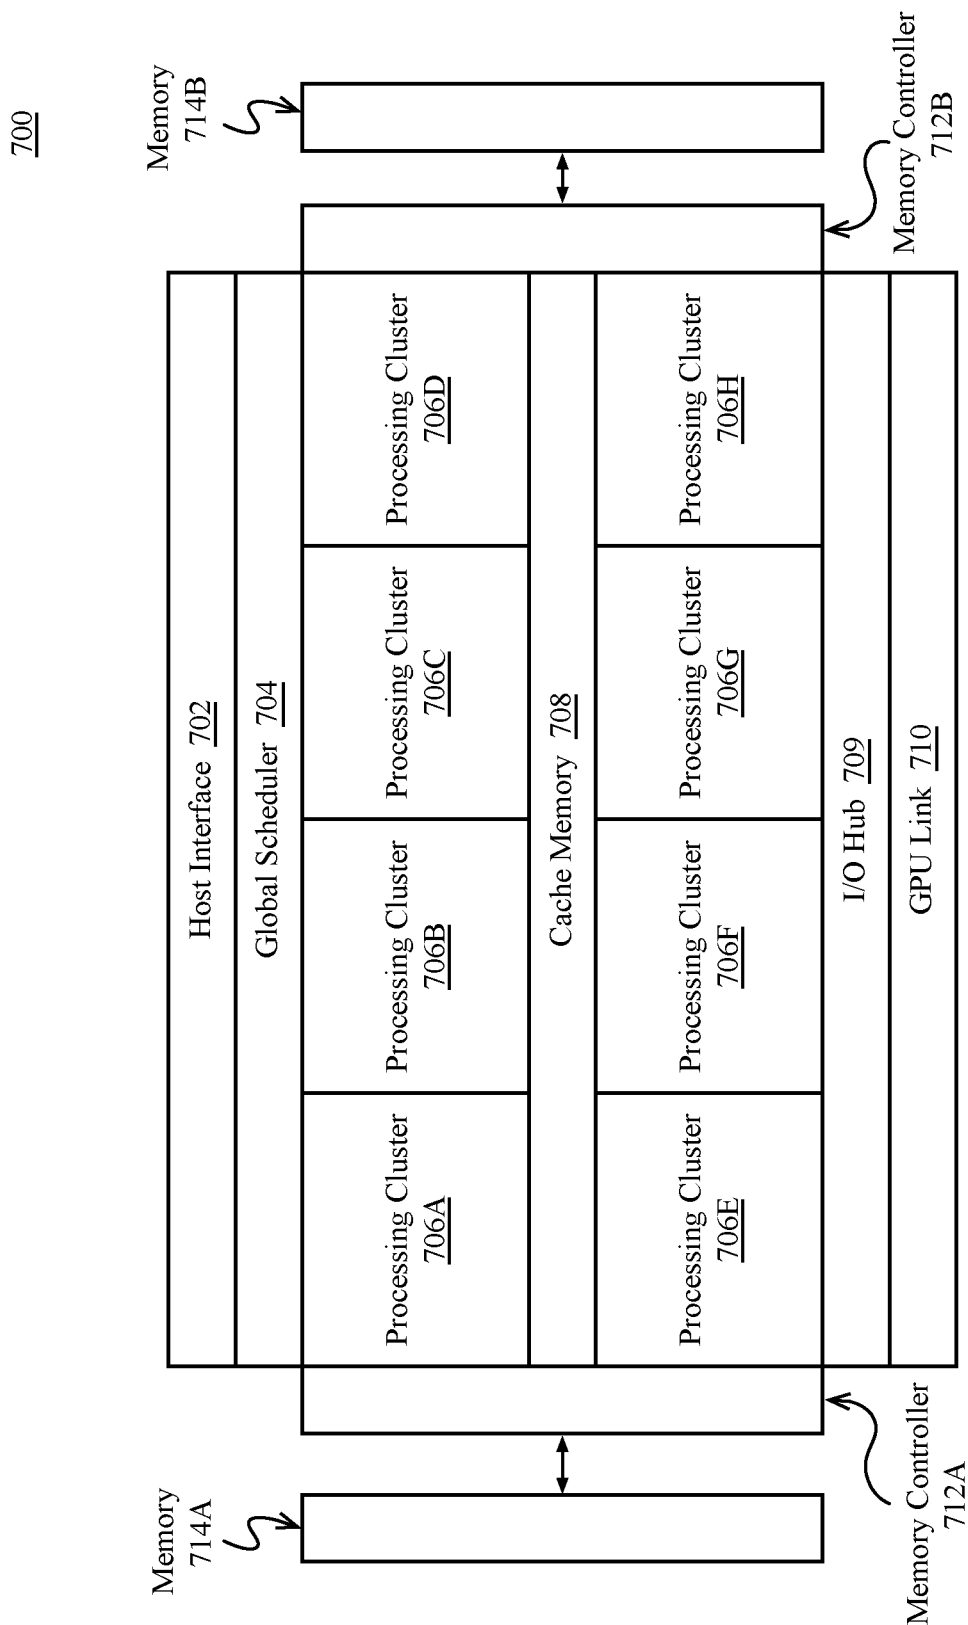 700
Host Interface 702
Global Scheduler 704
Memory
714A
Memory
714B
Processing Cluster
706A
Processing Cluster
706B
Processing Cluster
706C
Processing Cluster
706D
Cache Memory 708
Processing Cluster
706E
Processing Cluster
706F
Processing Cluster
706G
Processing Cluster
706H
I/O Hub 709
GPU Link 710
Memory Controller
712A
Memory Controller
712B